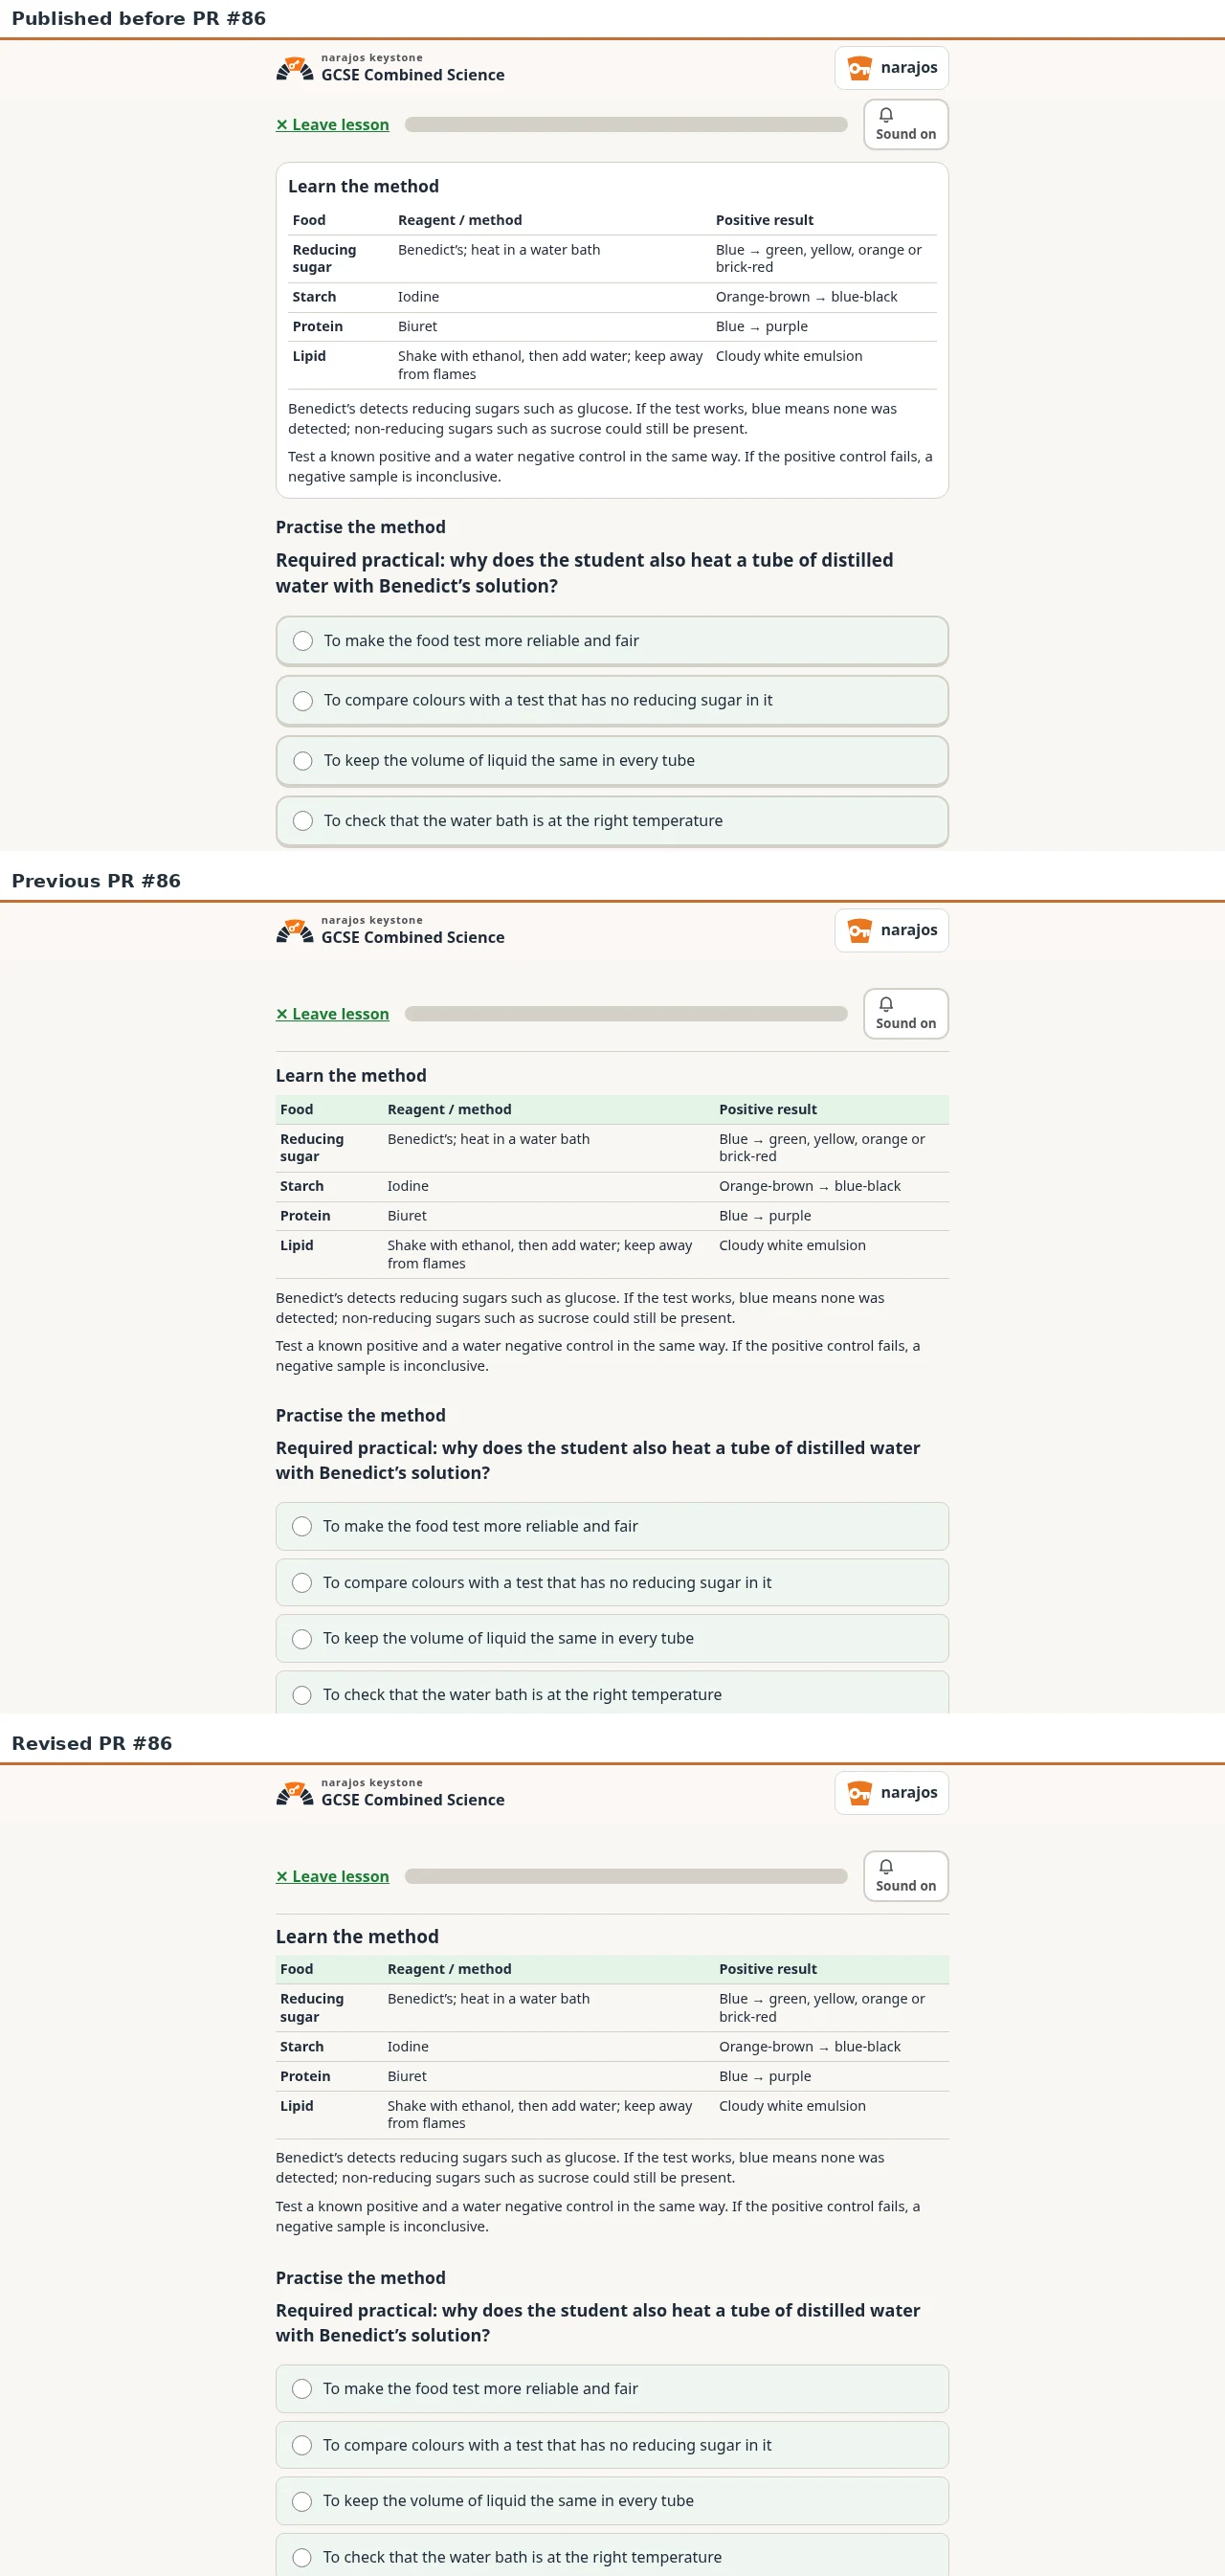 Published before PR #86
narajos keystone
GCSE Combined Science
narajos
✕ Leave lesson
Sound on
Learn the method
Food Reagent / method Positive result
Reducing sugar Benedict’s; heat in a water bath Blue → green, yellow, orange or brick-red
Starch Iodine Orange-brown → blue-black
Protein Biuret Blue → purple
Lipid Shake with ethanol, then add water; keep away from flames Cloudy white emulsion
Benedict’s detects reducing sugars such as glucose. If the test works, blue means none was
detected; non-reducing sugars such as sucrose could still be present.
Test a known positive and a water negative control in the same way. If the positive control fails, a
negative sample is inconclusive.
Practise the method
Required practical: why does the student also heat a tube of distilled
water with Benedict’s solution?
To make the food test more reliable and fair
To compare colours with a test that has no reducing sugar in it
To keep the volume of liquid the same in every tube
To check that the water bath is at the right temperature
Previous PR #86
narajos keystone
GCSE Combined Science
narajos
✕ Leave lesson
Sound on
Learn the method
Food Reagent / method Positive result
Reducing sugar Benedict’s; heat in a water bath Blue → green, yellow, orange or brick-red
Starch Iodine Orange-brown → blue-black
Protein Biuret Blue → purple
Lipid Shake with ethanol, then add water; keep away from flames Cloudy white emulsion
Benedict’s detects reducing sugars such as glucose. If the test works, blue means none was
detected; non-reducing sugars such as sucrose could still be present.
Test a known positive and a water negative control in the same way. If the positive control fails, a
negative sample is inconclusive.
Practise the method
Required practical: why does the student also heat a tube of distilled water
with Benedict’s solution?
To make the food test more reliable and fair
To compare colours with a test that has no reducing sugar in it
To keep the volume of liquid the same in every tube
To check that the water bath is at the right temperature
Revised PR #86
narajos keystone
GCSE Combined Science
narajos
✕ Leave lesson
Sound on
Learn the method
Food Reagent / method Positive result
Reducing sugar Benedict’s; heat in a water bath Blue → green, yellow, orange or brick-red
Starch Iodine Orange-brown → blue-black
Protein Biuret Blue → purple
Lipid Shake with ethanol, then add water; keep away from flames Cloudy white emulsion
Benedict’s detects reducing sugars such as glucose. If the test works, blue means none was
detected; non-reducing sugars such as sucrose could still be present.
Test a known positive and a water negative control in the same way. If the positive control fails, a
negative sample is inconclusive.
Practise the method
Required practical: why does the student also heat a tube of distilled water
with Benedict’s solution?
To make the food test more reliable and fair
To compare colours with a test that has no reducing sugar in it
To keep the volume of liquid the same in every tube
To check that the water bath is at the right temperature